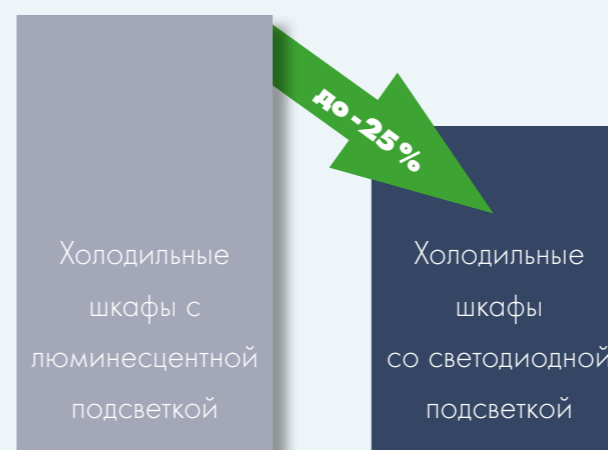 до -25%
Холодильные
шкафы с
люминесцентной
подсветкой
Холодильные
шкафы
со светодиодной
подсветкой